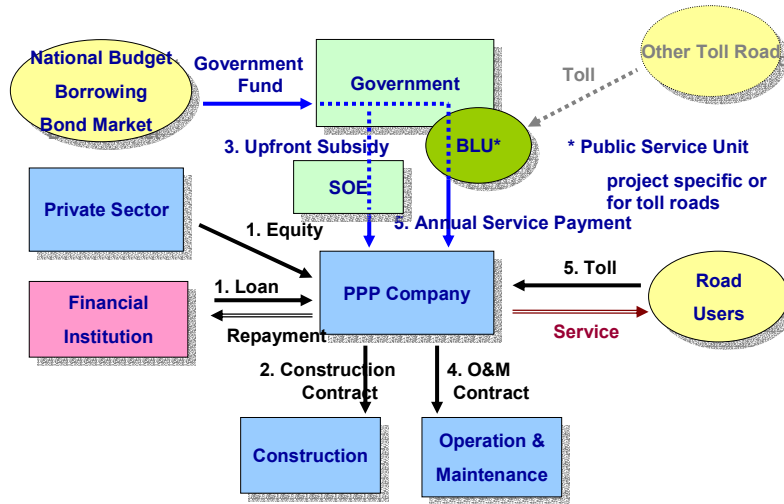 National Budget
Borrowing
Bond Market
Government
Fund
Government
Toll
Other Toll Road
3. Upfront Subsidy
BLU*
* Public Service Unit
project specific or
for toll roads
SOE
Private Sector
1. Equity
5. Annual Service Payment
Financial
Institution
1. Loan
Repayment
PPP Company
5. Toll
Service
Road
Users
2. Construction
Contract
4. O&M
Contract
Construction
Operation &
Maintenance